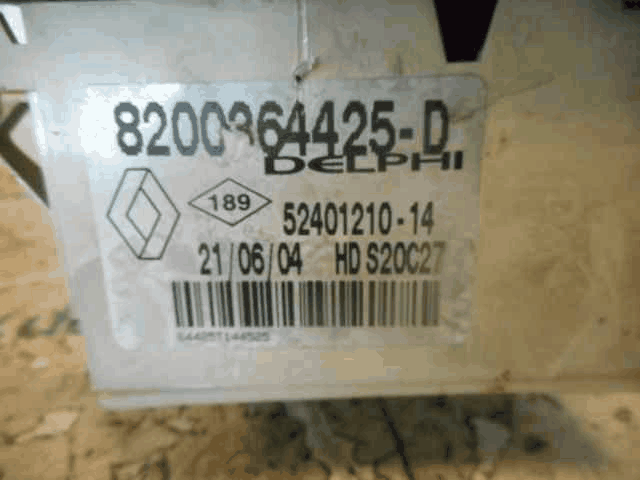 8200364425-D
DELPHI
189
52401210-14
21/06/04 HD S20C27